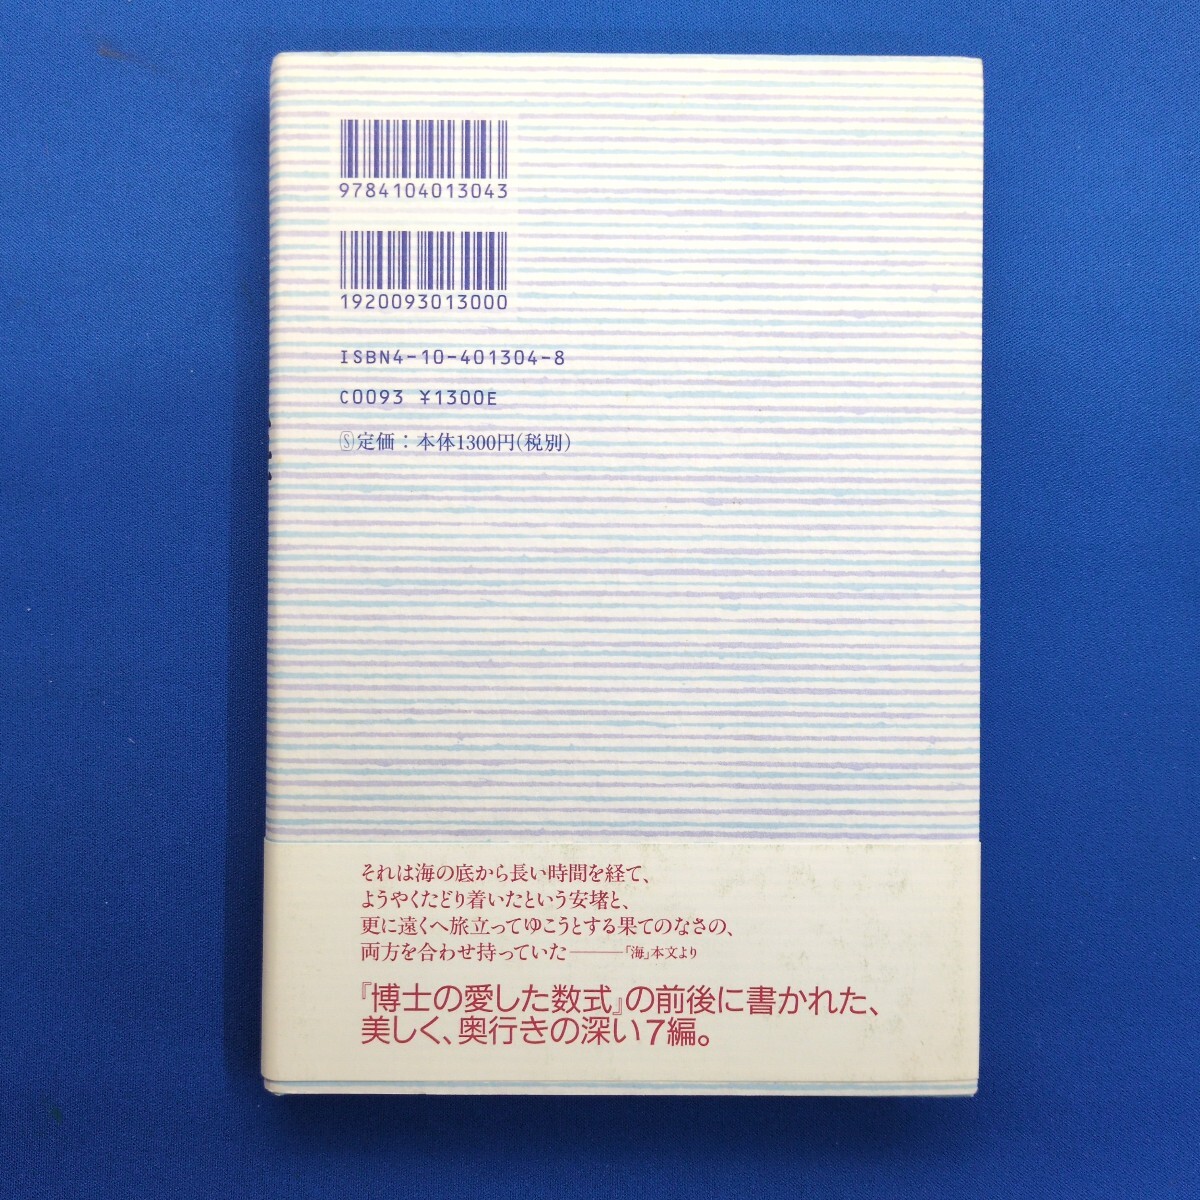 9784104013043
1920093013000
ISBN4-10-401304-8
C0093 ¥1300E
Ⓢ定価：本体1300円(税別)
それは海の底から長い時間を経て、
ようやくたどり着いたという安堵と、
更に遠くへ旅立ってゆこうとする果てのなさの、
両方を合わせ持っていた———「海」本文より
『博士の愛した数式』の前後に書かれた、
美しく、奥行きの深い7編。